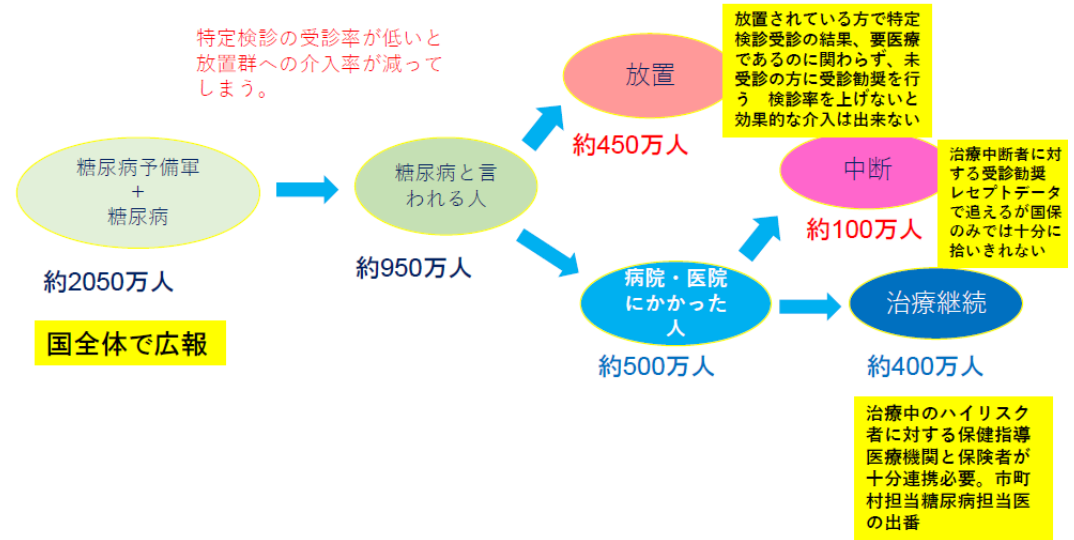 特定検診の受診率が低いと
放置群への介入率が減って
しまう。
放置
約450万人
放置されている方で特定
検診受診の結果、要医療
であるのに関わらず、未
受診の方に受診勧奨を行
う　検診率を上げないと
効果的な介入は出来ない
糖尿病予備軍
+
糖尿病
約2050万人
国全体で広報
糖尿病と言
われる人
約950万人
中断
約100万人
治療中断者に対
する受診勧奨
レセプトデータ
で追えるが国保
のみでは十分に
拾いきれない
病院・医院
にかかった
人
約500万人
治療継続
約400万人
治療中のハイリスク
者に対する保健指導
医療機関と保険者が
十分連携必要。市町
村担当糖尿病担当医
の出番